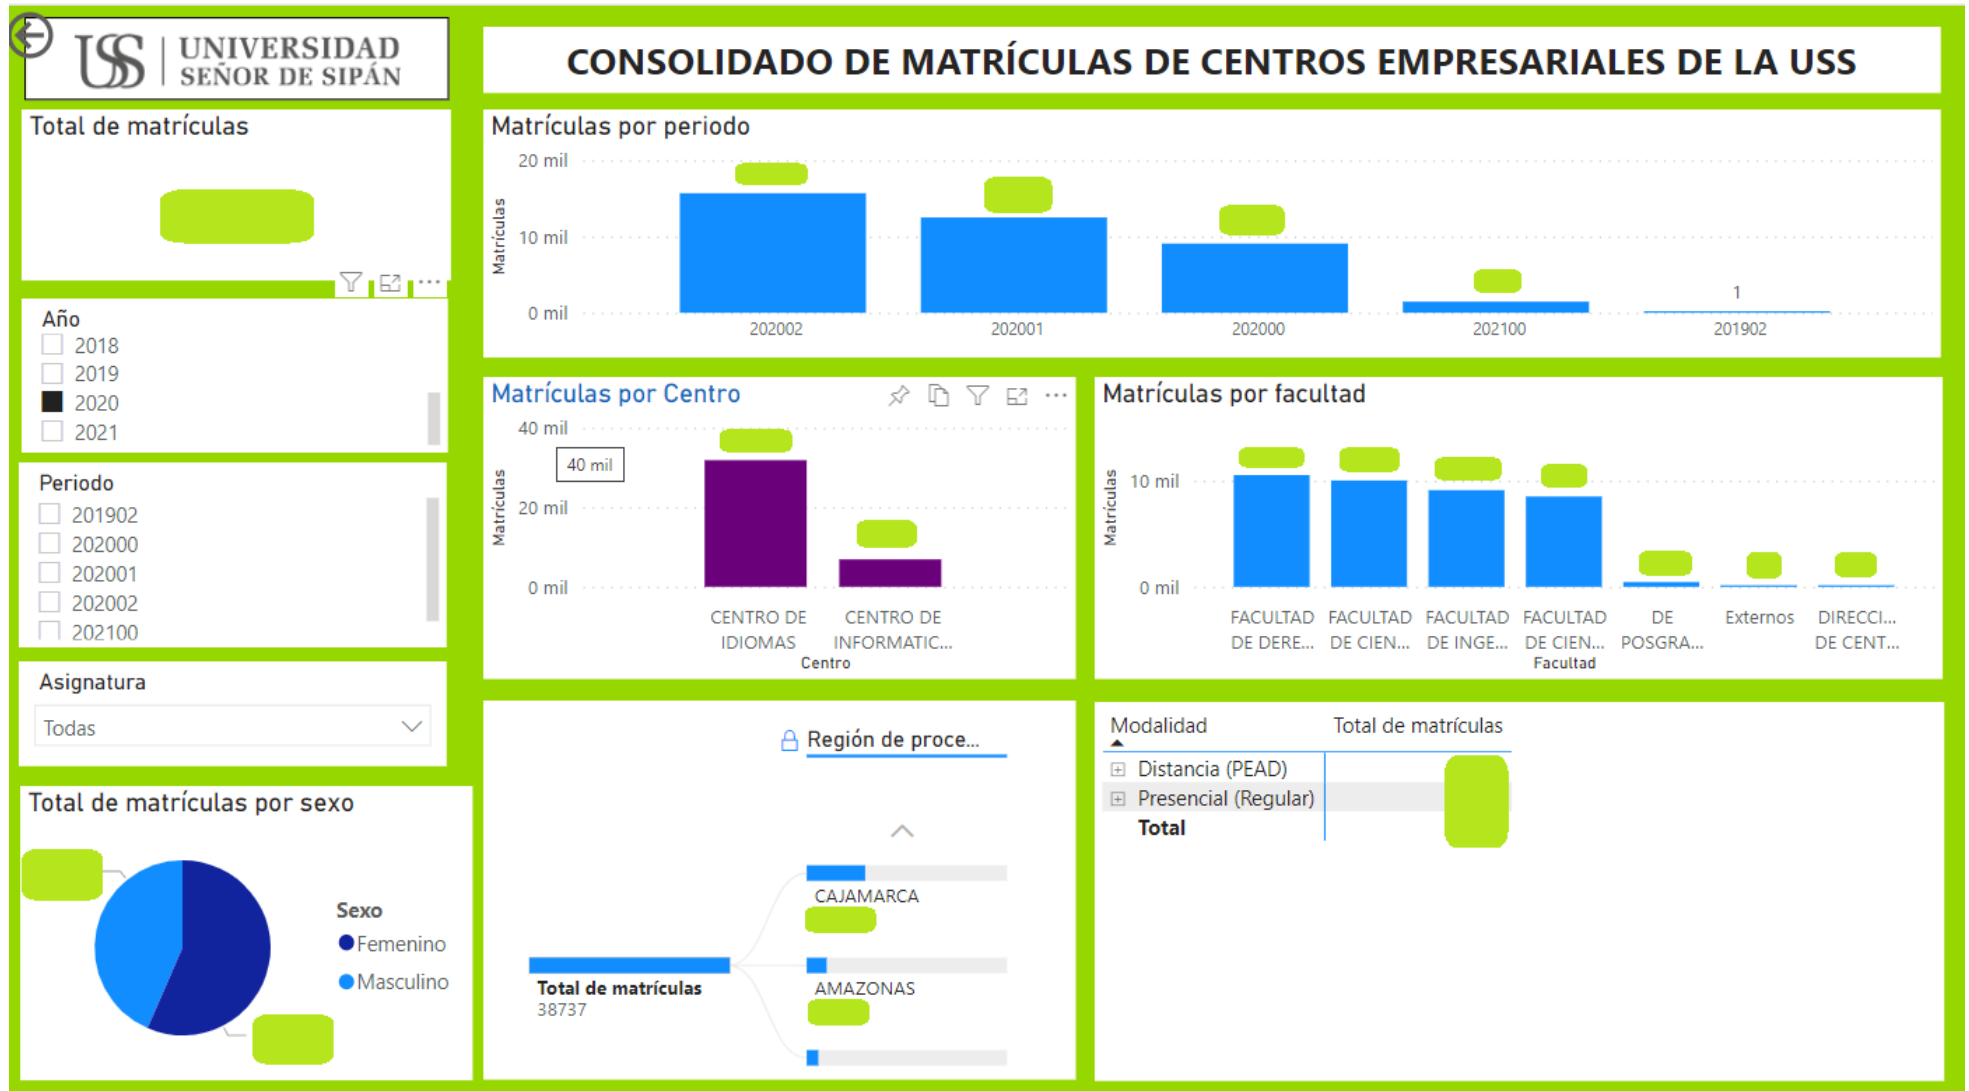 USS UNIVERSIDAD
SEÑOR DE SIPÁN
CONSOLIDADO DE MATRÍCULAS DE CENTROS EMPRESARIALES DE LA USS
Total de matrículas
Año
2018
2019
2020
2021
Periodo
201902
202000
202001
202002
202100
Asignatura
Todas
Total de matrículas por sexo
Sexo
Femenino
Masculino
Matrículas por periodo
Matrículas
20 mil
10 mil
0 mil
1
202002 202001 202000 202100 201902
Matrículas por Centro
Matrículas
40 mil
40 mil
20 mil
0 mil
CENTRO DE IDIOMAS
CENTRO DE INFORMATIC...
Centro
Matrículas por facultad
Matrículas
10 mil
0 mil
FACULTAD DE DERE...
FACULTAD DE CIEN...
FACULTAD DE INGE...
FACULTAD DE CIEN...
DE POSGRA...
Externos
DIRECCI... DE CENT...
Facultad
Región de proce...
CAJAMARCA
Total de matrículas
38737
AMAZONAS
Modalidad Total de matrículas
Distancia (PEAD)
Presencial (Regular)
Total